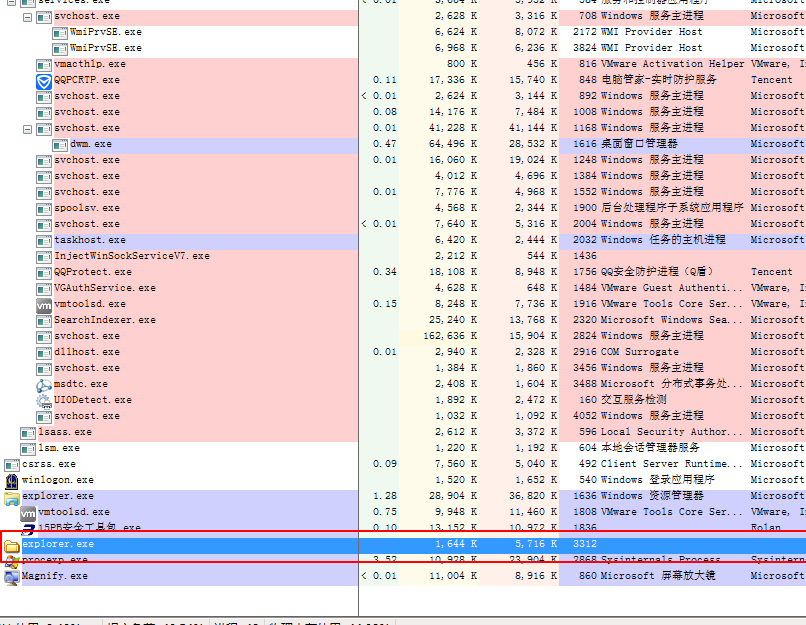 services.exe < 0.01
svchost.exe 2,628 K 3,316 K 708 Windows 服务主进程 Microsoft
WmiPrvSE.exe 6,624 K 8,072 K 2172 WMI Provider Host Microsoft
WmiPrvSE.exe 6,968 K 6,236 K 3824 WMI Provider Host Microsoft
vmacthlp.exe 800 K 456 K 816 VMware Activation Helper VMware, I
QQPCRTP.exe 0.11 17,336 K 15,740 K 848 电脑管家-实时防护服务 Tencent
svchost.exe < 0.01 2,624 K 3,144 K 892 Windows 服务主进程 Microsoft
svchost.exe 0.08 14,176 K 7,484 K 1008 Windows 服务主进程 Microsoft
svchost.exe 0.01 41,228 K 41,144 K 1168 Windows 服务主进程 Microsoft
dwm.exe 0.47 64,496 K 28,532 K 1616 桌面窗口管理器 Microsoft
svchost.exe 0.01 16,060 K 19,024 K 1248 Windows 服务主进程 Microsoft
svchost.exe 4,012 K 4,696 K 1384 Windows 服务主进程 Microsoft
svchost.exe 0.01 7,776 K 4,968 K 1552 Windows 服务主进程 Microsoft
spoolsv.exe 4,568 K 2,344 K 1900 后台处理程序子系统应用程序 Microsoft
svchost.exe < 0.01 7,640 K 5,316 K 2004 Windows 服务主进程 Microsoft
taskhost.exe 6,420 K 2,444 K 2032 Windows 任务的主机进程 Microsoft
InjectWinSockServiceV7.exe 2,212 K 544 K 1436
QQProtect.exe 0.34 18,108 K 8,948 K 1756 QQ安全防护进程（Q盾） Tencent
VGAuthService.exe 4,628 K 648 K 1484 VMware Guest Authenti... VMware, I
vmtoolsd.exe 0.15 8,248 K 7,736 K 1916 VMware Tools Core Ser... VMware, I
SearchIndexer.exe 25,240 K 13,768 K 2320 Microsoft Windows Sea... Microsoft
svchost.exe 162,636 K 15,904 K 2824 Windows 服务主进程 Microsoft
dllhost.exe 0.01 2,940 K 2,328 K 2916 COM Surrogate Microsoft
svchost.exe 1,384 K 1,860 K 3456 Windows 服务主进程 Microsoft
msdtc.exe 2,408 K 1,604 K 3488 Microsoft 分布式事务处... Microsoft
UI0Detect.exe 1,892 K 2,472 K 160 交互服务检测 Microsoft
svchost.exe 1,032 K 1,092 K 4052 Windows 服务主进程 Microsoft
lsass.exe 2,612 K 3,372 K 596 Local Security Author... Microsoft
lsm.exe 1,220 K 1,192 K 604 本地会话管理器服务 Microsoft
csrss.exe 0.09 7,560 K 5,040 K 492 Client Server Runtime... Microsoft
winlogon.exe 1,520 K 1,652 K 540 Windows 登录应用程序 Microsoft
explorer.exe 1.28 28,904 K 36,820 K 1636 Windows 资源管理器 Microsoft
vmtoolsd.exe 0.75 9,948 K 11,460 K 1808 VMware Tools Core Ser... VMware, I
15PB安全工具包.exe 0.10 13,152 K 10,972 K 1836 Rolan
explorer.exe 1,644 K 5,716 K 3312
procexp.exe 3.52 10,928 K 23,904 K 2868 Sysinternals Process Sysintern
Magnify.exe < 0.01 11,004 K 8,916 K 860 Microsoft 屏幕放大镜 Microsoft